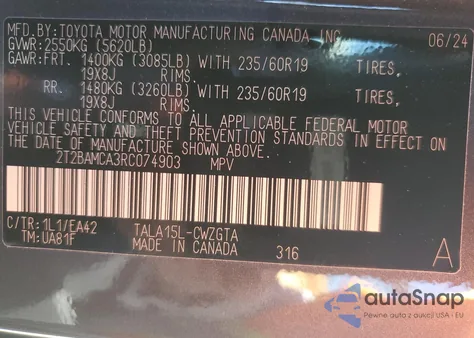 MFD.BY: TOYOTA MOTOR MANUFACTURING CANADA INC. 06/24
GVWR: 2550KG (5620LB)
GAWR: FRT. 1400KG (3085LB) WITH 235/60R19 TIRES,
19X8J RIMS.
RR. 1480KG (3260LB) WITH 235/60R19 TIRES,
19X8J RIMS.
THIS VEHICLE CONFORMS TO ALL APPLICABLE FEDERAL MOTOR
VEHICLE SAFETY AND THEFT PREVENTION STANDARDS IN EFFECT ON
THE DATE OF MANUFACTURE SHOWN ABOVE.
2T2BAMCA3RC074903 MPV
C/TR: 1L1/EA42 TALA15L-CWZGTA
TM: UA81F MADE IN CANADA 316 A
autoSnap
Pewne auta z aukcji USA i EU